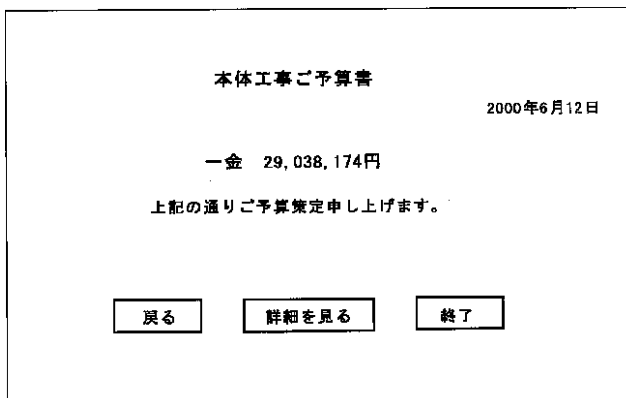 本体工事ご予算書
2000年6月12日
一金　29,038,174円
上記の通りご予算策定申し上げます。
戻る
詳細を見る
終了